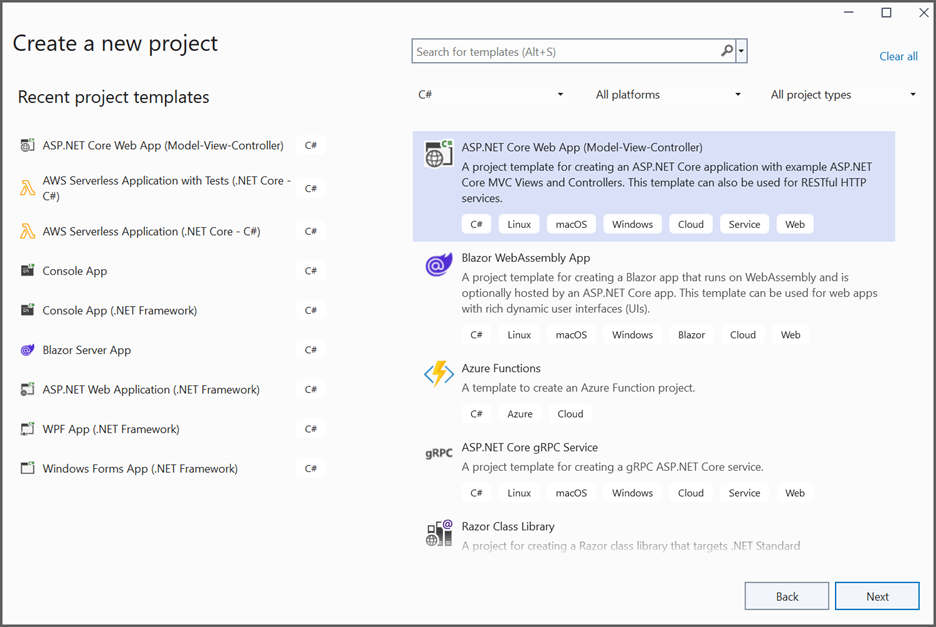 Create a new project
Search for templates (Alt+S)
Clear all
Recent project templates
C#
All platforms
All project types
ASP.NET Core Web App (Model-View-Controller)
C#
AWS Serverless Application with Tests (.NET Core -
C#)
C#
AWS Serverless Application (.NET Core - C#)
C#
Console App
C#
Console App (.NET Framework)
C#
Blazor Server App
C#
ASP.NET Web Application (.NET Framework)
C#
WPF App (.NET Framework)
C#
Windows Forms App (.NET Framework)
C#
ASP.NET Core Web App (Model-View-Controller)
A project template for creating an ASP.NET Core application with example ASP.NET
Core MVC Views and Controllers. This template can also be used for RESTful HTTP
services.
C# Linux macOS Windows Cloud Service Web
Blazor WebAssembly App
A project template for creating a Blazor app that runs on WebAssembly and is
optionally hosted by an ASP.NET Core app. This template can be used for web apps
with rich dynamic user interfaces (UIs).
C# Linux macOS Windows Blazor Cloud Web
Azure Functions
A template to create an Azure Function project.
C# Azure Cloud
gRPC
ASP.NET Core gRPC Service
A project template for creating a gRPC ASP.NET Core service.
C# Linux macOS Windows Cloud Service Web
Razor Class Library
A project for creating a Razor class library that targets .NET Standard
Back
Next